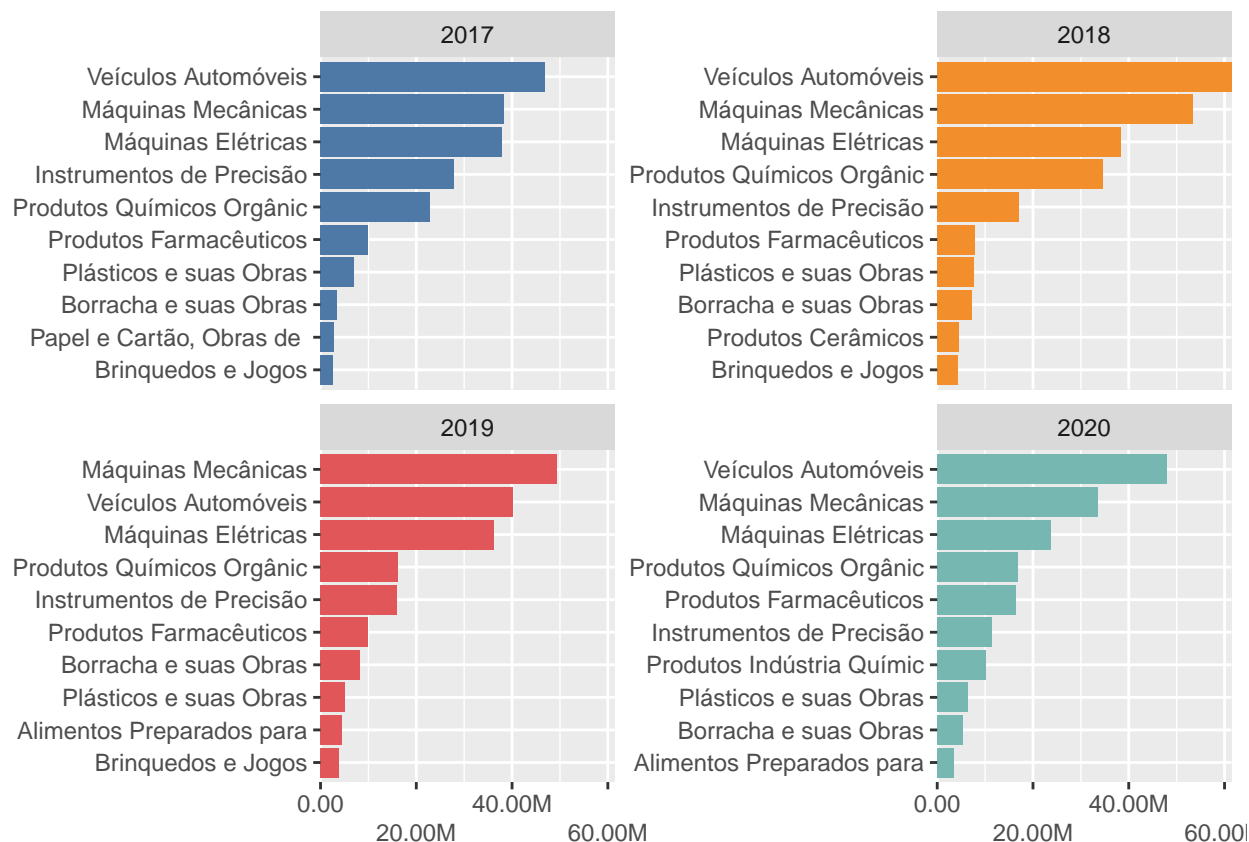 2017
Veículos Automóveis
Máquinas Mecânicas
Máquinas Elétricas
Instrumentos de Precisão
Produtos Químicos Orgânic
Produtos Farmacêuticos
Plásticos e suas Obras
Borracha e suas Obras
Papel e Cartão, Obras de
Brinquedos e Jogos
2018
Veículos Automóveis
Máquinas Mecânicas
Máquinas Elétricas
Produtos Químicos Orgânic
Instrumentos de Precisão
Produtos Farmacêuticos
Plásticos e suas Obras
Borracha e suas Obras
Produtos Cerâmicos
Brinquedos e Jogos
2019
Máquinas Mecânicas
Veículos Automóveis
Máquinas Elétricas
Produtos Químicos Orgânic
Instrumentos de Precisão
Produtos Farmacêuticos
Borracha e suas Obras
Plásticos e suas Obras
Alimentos Preparados para
Brinquedos e Jogos
0.00 40.00M
20.00M 60.00M
2020
Veículos Automóveis
Máquinas Mecânicas
Máquinas Elétricas
Produtos Químicos Orgânic
Produtos Farmacêuticos
Instrumentos de Precisão
Produtos Indústria Químic
Plásticos e suas Obras
Borracha e suas Obras
Alimentos Preparados para
0.00 40.00M
20.00M 60.00